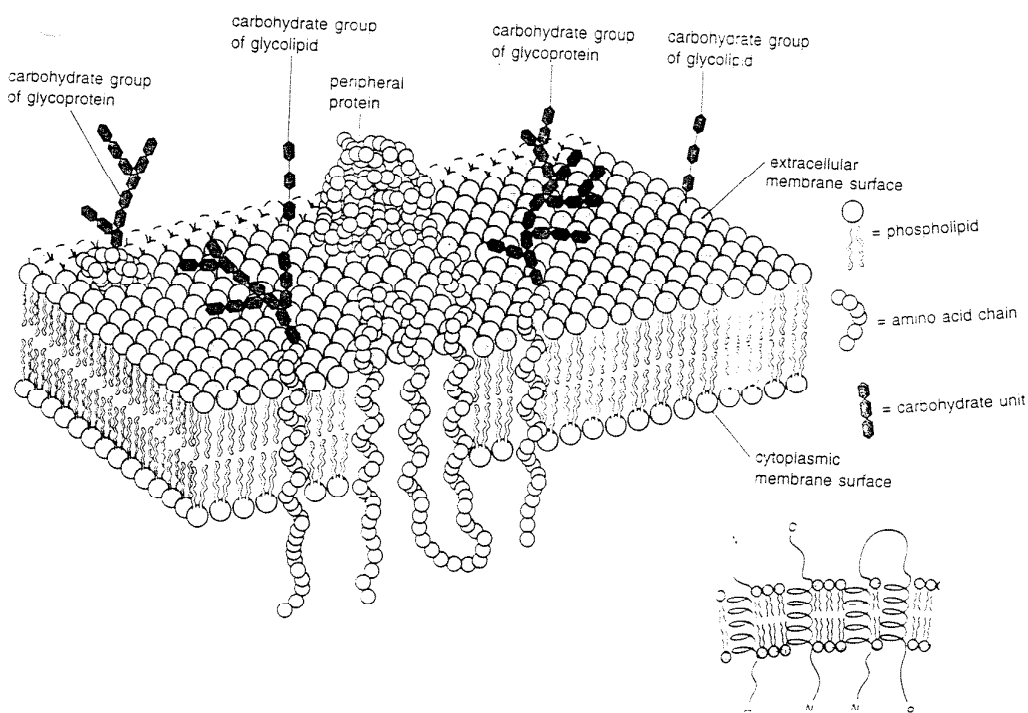 carbohydrate group
of glycolipid
carbohydrate group
of glycoprotein
carbohydrate group
of glycolipid
carbohydrate group
of glycoprotein
peripheral
protein
extracellular
membrane surface
= phospholipid
= amino acid chain
= carbohydrate unit
cytoplasmic
membrane surface
C
N
N